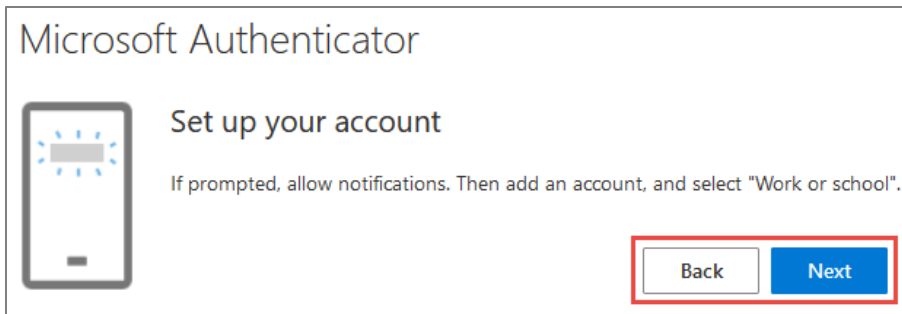 Microsoft Authenticator
Set up your account
If prompted, allow notifications. Then add an account, and select "Work or school".
Back Next